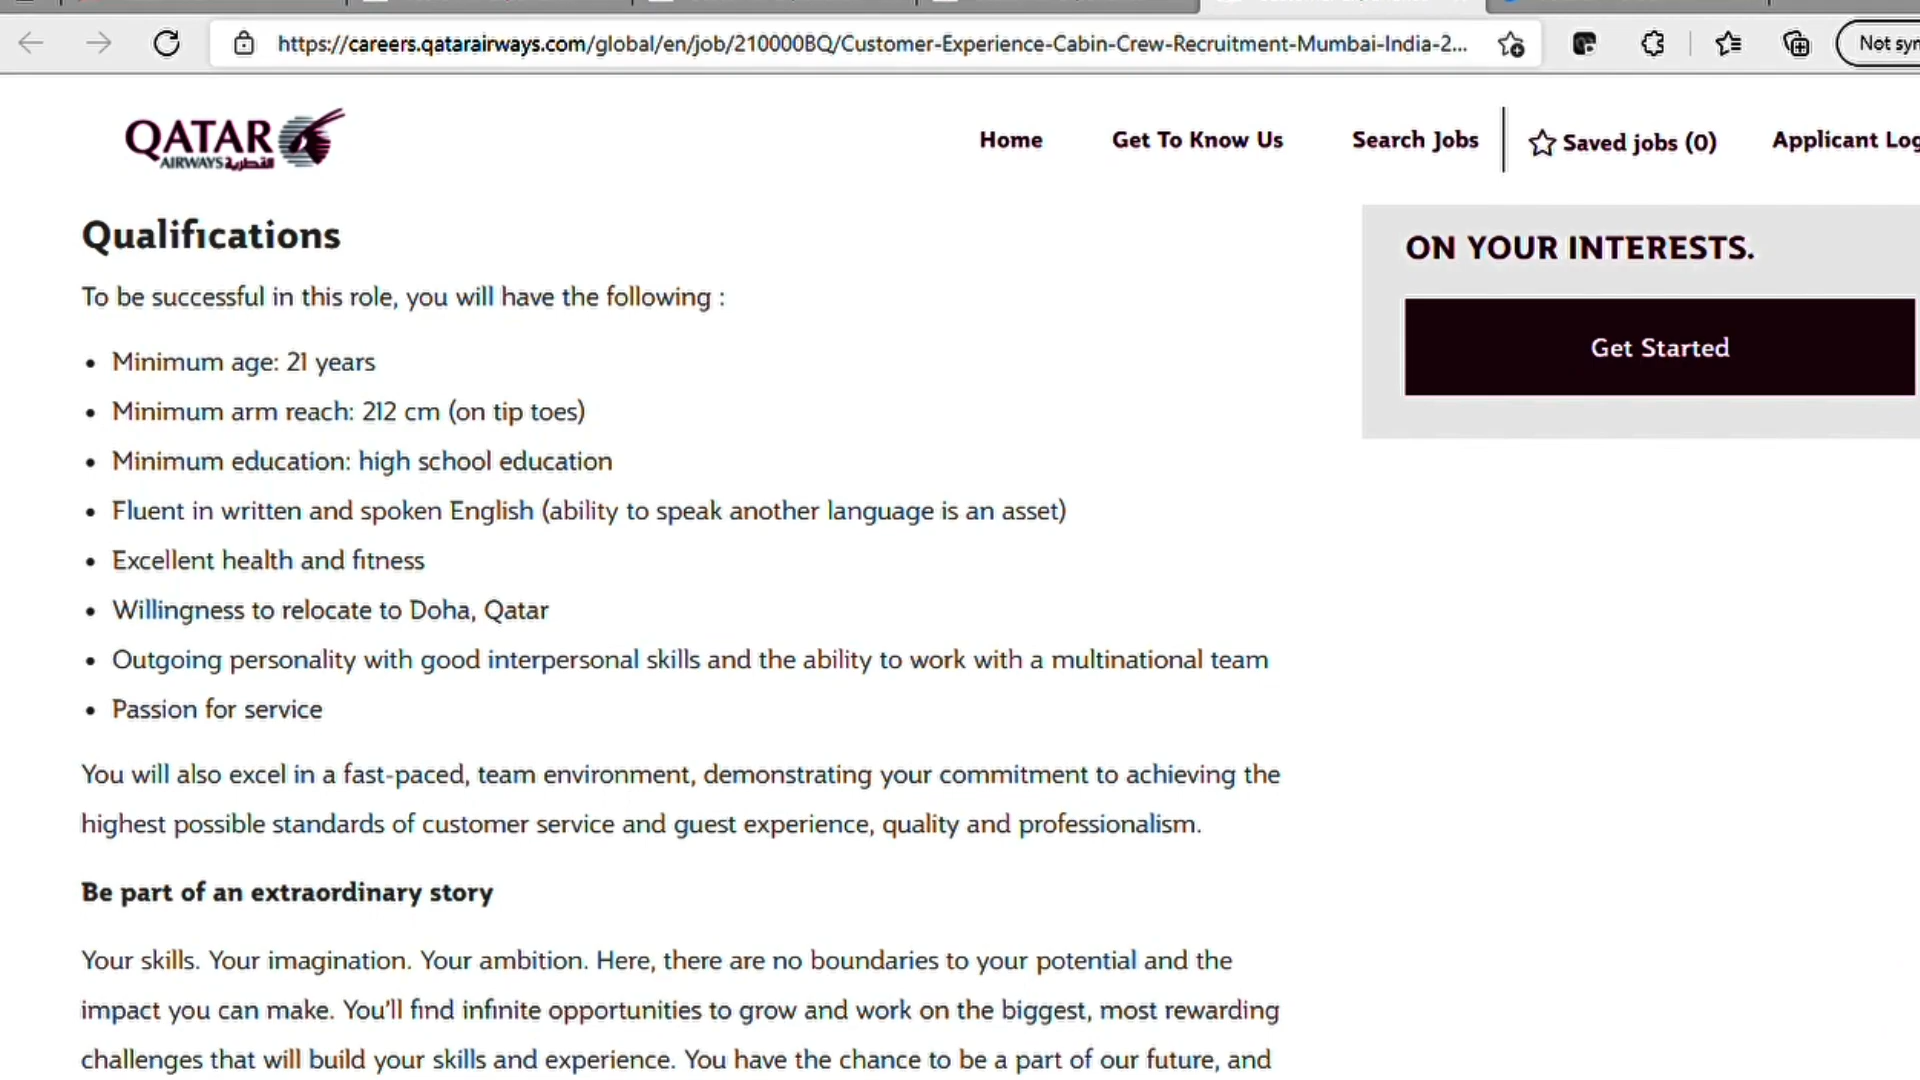 https://careers.qatarairways.com/global/en/job/210000BQ/Customer-Experience-Cabin-Crew-Recruitment-Mumbai-India-2...
Not syn
QATAR
AIRWAYS القطرية
Home Get To Know Us Search Jobs Saved jobs (0) Applicant Log
Qualifications
ON YOUR INTERESTS.
To be successful in this role, you will have the following :
Get Started
• Minimum age: 21 years
• Minimum arm reach: 212 cm (on tip toes)
• Minimum education: high school education
• Fluent in written and spoken English (ability to speak another language is an asset)
• Excellent health and fitness
• Willingness to relocate to Doha, Qatar
• Outgoing personality with good interpersonal skills and the ability to work with a multinational team
• Passion for service
You will also excel in a fast-paced, team environment, demonstrating your commitment to achieving the
highest possible standards of customer service and guest experience, quality and professionalism.
Be part of an extraordinary story
Your skills. Your imagination. Your ambition. Here, there are no boundaries to your potential and the
impact you can make. You'll find infinite opportunities to grow and work on the biggest, most rewarding
challenges that will build your skills and experience. You have the chance to be a part of our future, and